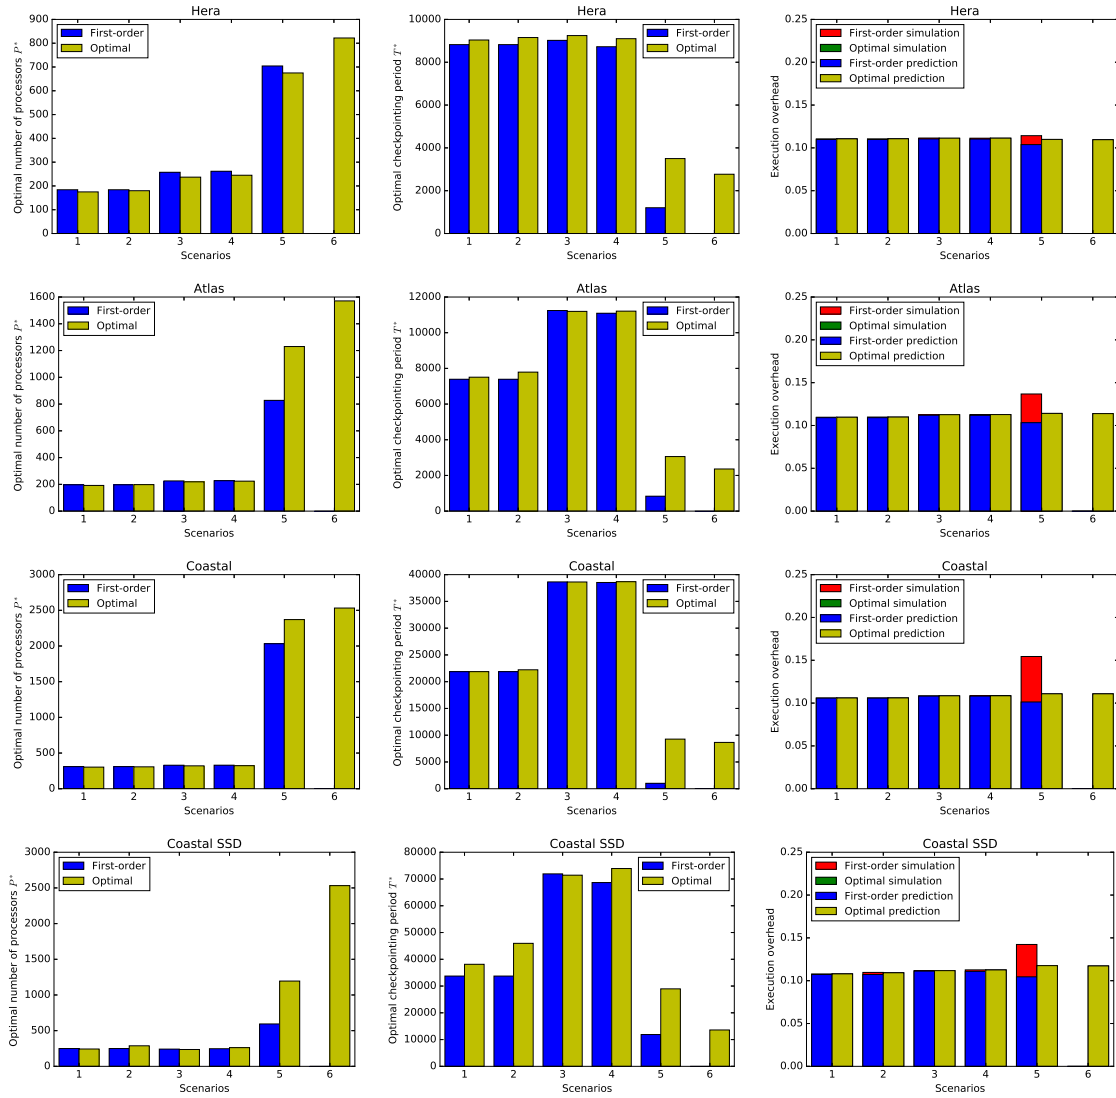 Hera
Optimal number of processors P*
900
800
700
600
500
400
300
200
100
0
First-order
Optimal
1 2 3 4 5 6
Scenarios
Hera
Optimal checkpointing period T*
10000
8000
6000
4000
2000
0
First-order
Optimal
1 2 3 4 5 6
Scenarios
Hera
Execution overhead
0.25
0.20
0.15
0.10
0.05
0.00
First-order simulation
Optimal simulation
First-order prediction
Optimal prediction
1 2 3 4 5 6
Scenarios
Atlas
Optimal number of processors P*
1600
1400
1200
1000
800
600
400
200
0
First-order
Optimal
1 2 3 4 5 6
Scenarios
Atlas
Optimal checkpointing period T*
12000
10000
8000
6000
4000
2000
0
First-order
Optimal
1 2 3 4 5 6
Scenarios
Atlas
Execution overhead
0.25
0.20
0.15
0.10
0.05
0.00
First-order simulation
Optimal simulation
First-order prediction
Optimal prediction
1 2 3 4 5 6
Scenarios
Coastal
Optimal number of processors P*
3000
2500
2000
1500
1000
500
0
First-order
Optimal
1 2 3 4 5 6
Scenarios
Coastal
Optimal checkpointing period T*
40000
35000
30000
25000
20000
15000
10000
5000
0
First-order
Optimal
1 2 3 4 5 6
Scenarios
Coastal
Execution overhead
0.25
0.20
0.15
0.10
0.05
0.00
First-order simulation
Optimal simulation
First-order prediction
Optimal prediction
1 2 3 4 5 6
Scenarios
Coastal SSD
Optimal number of processors P*
3000
2500
2000
1500
1000
500
0
First-order
Optimal
1 2 3 4 5 6
Scenarios
Coastal SSD
Optimal checkpointing period T*
80000
70000
60000
50000
40000
30000
20000
10000
0
First-order
Optimal
1 2 3 4 5 6
Scenarios
Coastal SSD
Execution overhead
0.25
0.20
0.15
0.10
0.05
0.00
First-order simulation
Optimal simulation
First-order prediction
Optimal prediction
1 2 3 4 5 6
Scenarios